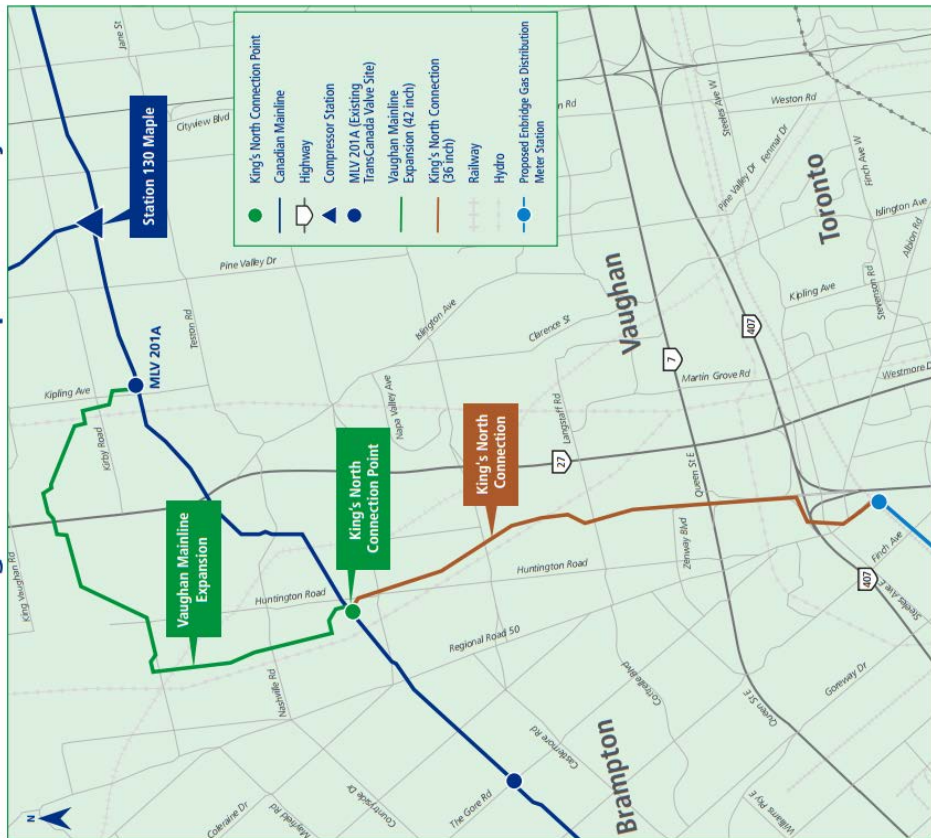 N
King Vaughan Rd
Jane St
Kirby Road
Kipling Ave
Cityview Blvd
Station 130 Maple
MLV 201A
Teston Rd
Pine Valley Dr
Vaughan Mainline
Expansion
Coleraine Dr
Mayfield Rd
Countryside Dr
Nashville Rd
Huntington Road
King's North
Connection Point
Napa Valley Ave
Islington Ave
Clarence St
The Gore Rd
Castlemore Rd
Regional Road 50
Huntington Road
King's North
Connection
27
Langstaff Rd
Brampton
Cottrelle Blvd
Zenway Blvd
Queen St E
Vaughan
7
Martin Grove Rd
407
Queen St E
Williams Pky E
Goreway Dr
Steeles Ave E
407
Finch Ave
Westmore D
Kipling Ave
Stevenson Rd
Albion Rd
Islington Ave
Finch Ave W
Toronto
Pine Valley Dr
Fenmar Dr
Steeles Ave W
Weston Rd
on Rd
King's North Connection Point
Canadian Mainline
Highway
Compressor Station
MLV 201A (Existing
TransCanada Valve Site)
Vaughan Mainline
Expansion (42 inch)
King's North Connection
(36 inch)
Railway
Hydro
Proposed Enbridge Gas Distribution
Meter Station